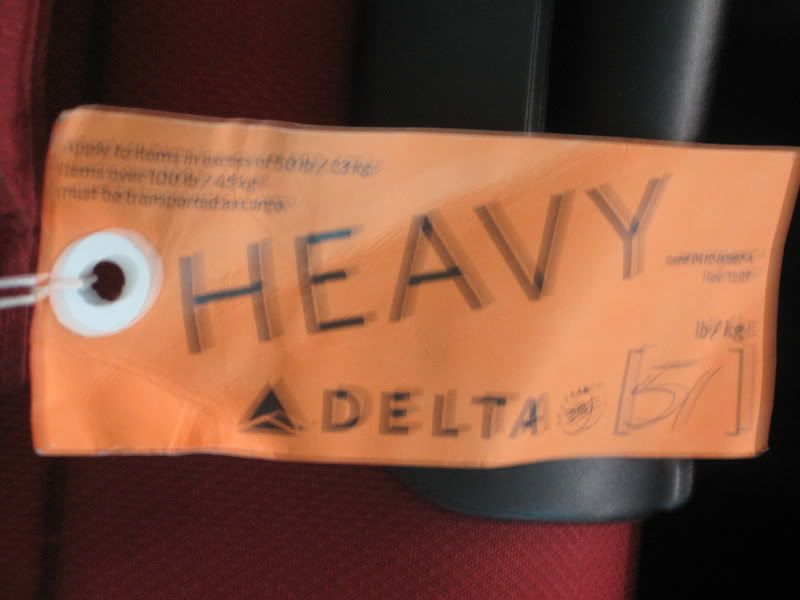 Apply to items in excess of 50 lb / 23 kg.
Items over 100 lb / 45 kg
must be transported as cargo.
HEAVY
lb / kg
DELTA
[51]